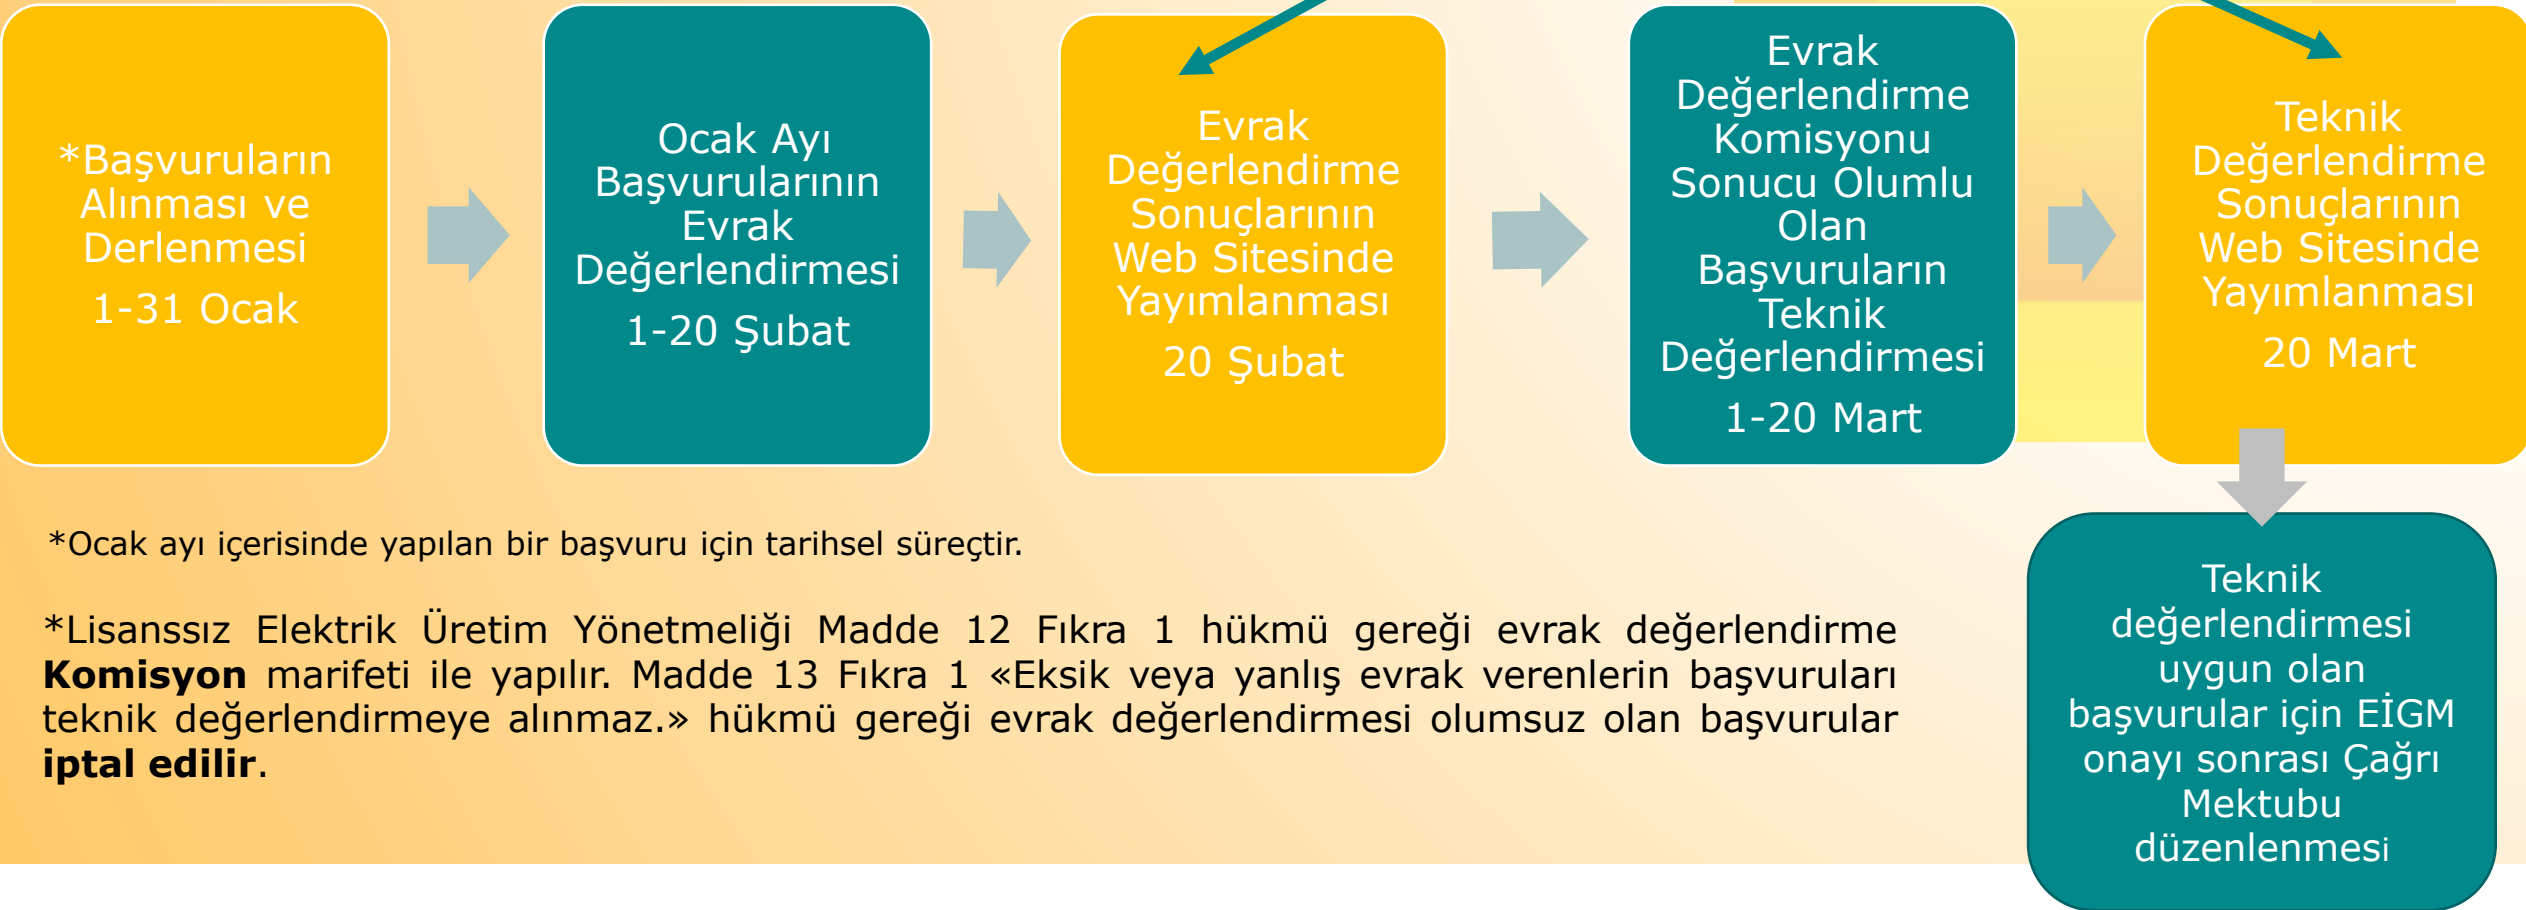 *Başvuruların
Alınması ve
Derlenmesi
1-31 Ocak
Ocak Ayı
Başvurularının
Evrak
Değerlendirmesi
1-20 Şubat
Evrak
Değerlendirme
Sonuçlarının
Web Sitesinde
Yayımlanması
20 Şubat
Evrak
Değerlendirme
Komisyonu
Sonucu Olumlu
Olan
Başvuruların
Teknik
Değerlendirmesi
1-20 Mart
Teknik
Değerlendirme
Sonuçlarının
Web Sitesinde
Yayımlanması
20 Mart
*Ocak ayı içerisinde yapılan bir başvuru için tarihsel süreçtir.
*Lisanssız Elektrik Üretim Yönetmeliği Madde 12 Fıkra 1 hükmü gereği evrak değerlendirme
Komisyon marifeti ile yapılır. Madde 13 Fıkra 1 «Eksik veya yanlış evrak verenlerin başvuruları
teknik değerlendirmeye alınmaz.» hükmü gereği evrak değerlendirmesi olumsuz olan başvurular
iptal edilir.
Teknik
değerlendirmesi
uygun olan
başvurular için EİGM
onayı sonrası Çağrı
Mektubu
düzenlenmesi